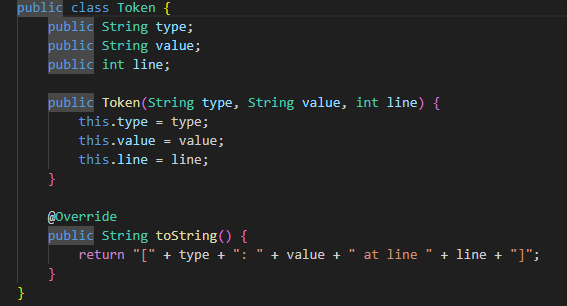 public class Token {
    public String type;
    public String value;
    public int line;

    public Token(String type, String value, int line) {
        this.type = type;
        this.value = value;
        this.line = line;
    }

    @Override
    public String toString() {
        return "[" + type + ": " + value + " at line " + line + "]";
    }
}